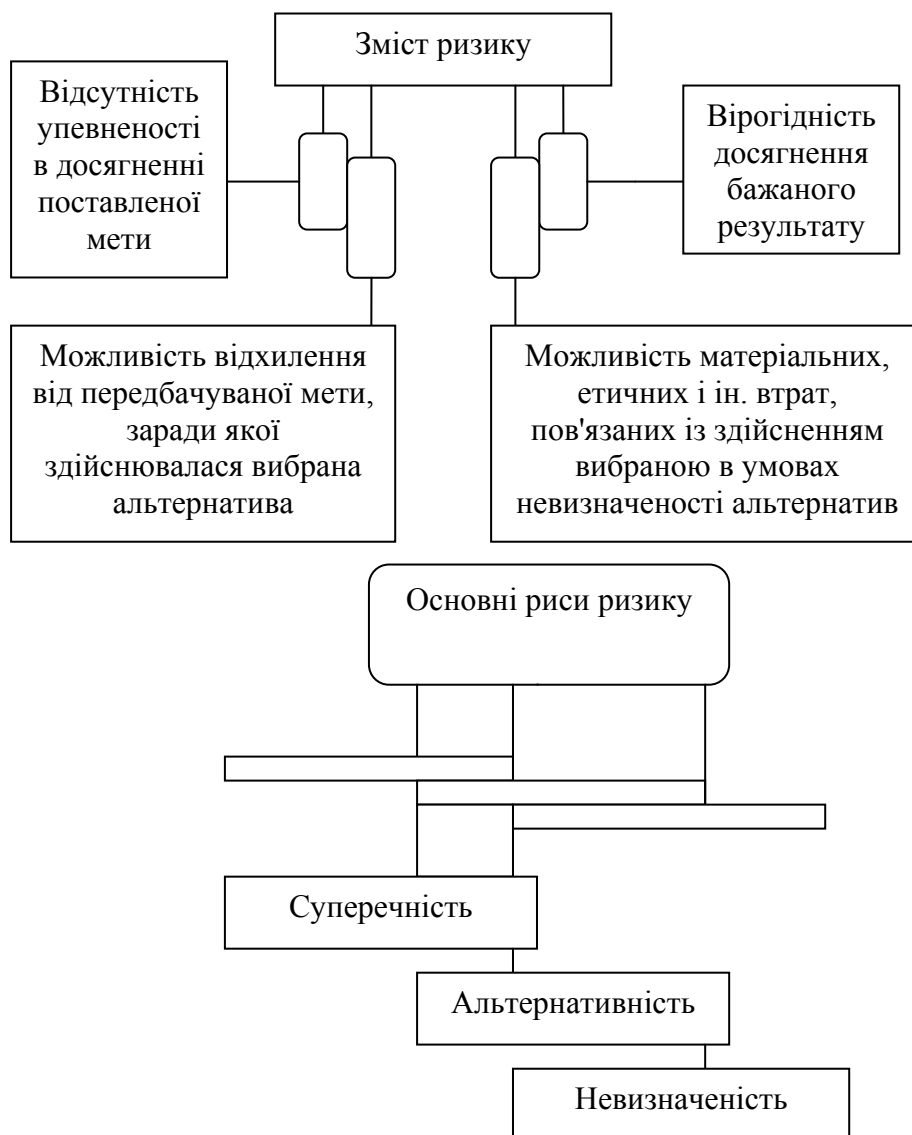 Зміст ризику
Відсутність
упевненості
в досягненні
поставленої
мети
Вірогідність
досягнення
бажаного
результату
Можливість відхилення
від передбачуваної мети,
заради якої
здійснювалася вибрана
альтернатива
Можливість матеріальних,
етичних і ін. втрат,
пов'язаних із здійсненням
вибраною в умовах
невизначеності альтернатив
Основні риси ризику
Суперечність
Альтернативність
Невизначеність